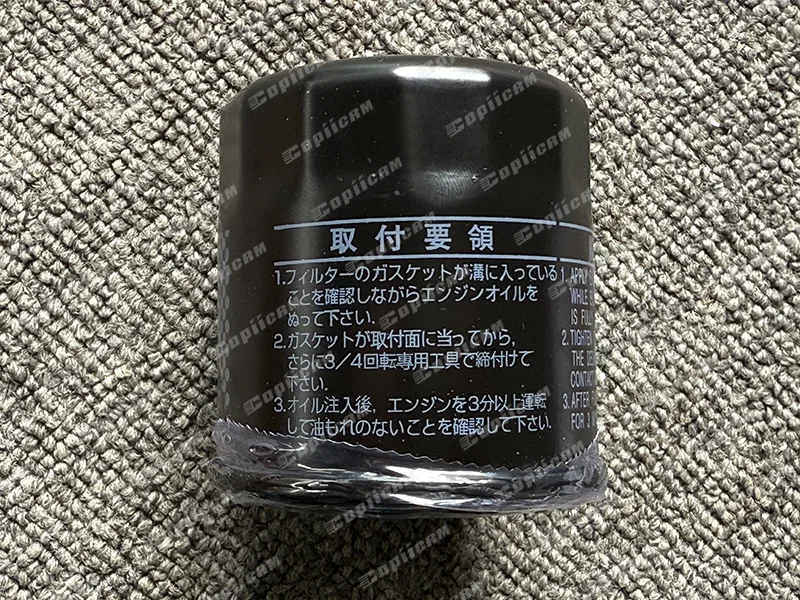 取付要領
1.フィルターのガスケットが溝に入っている
ことを確認しながらエンジンオイルを
ぬって下さい.
2.ガスケットが取付面に当ってから,
さらに3/4回転専用工具で締付けて
下さい.
3.オイル注入後, エンジンを3分以上運転
して油もれのないことを確認して下さい.
1. APPLY
WHILE
IS FULL
2. TIGHTEN
THE
CONTACT
3. AFTER
FOR 3
CopiiCRM